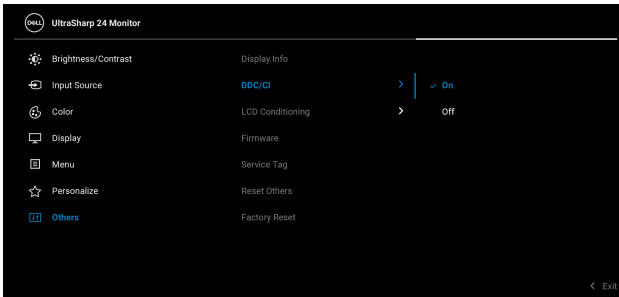 DELL UltraSharp 24 Monitor
Brightness/Contrast Display Info
Input Source DDC/CI On
Color LCD Conditioning Off
Display Firmware
Menu Service Tag
Personalize Reset Others
Others Factory Reset
Exit